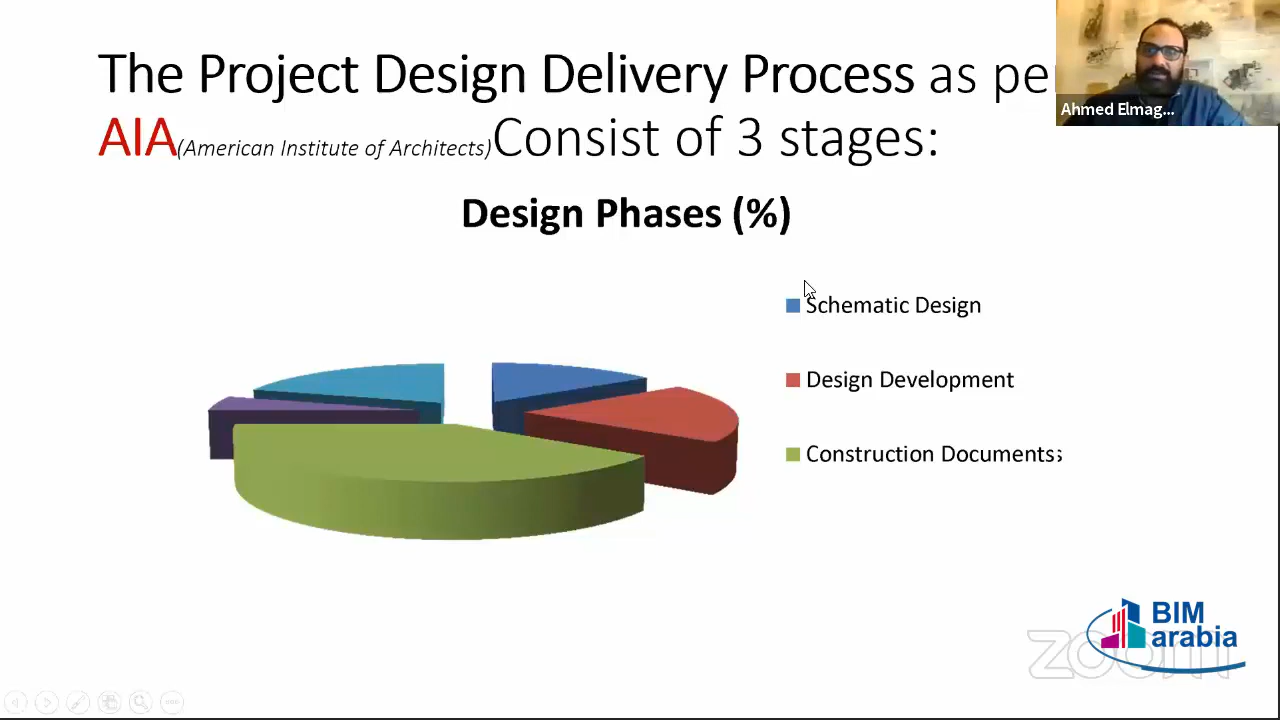 The Project Design Delivery Process as pe
AIA(American Institute of Architects)Consist of 3 stages:
Ahmed Elmag...
Design Phases (%)
Schematic Design
Design Development
Construction Documents
BIM
arabia
zoom